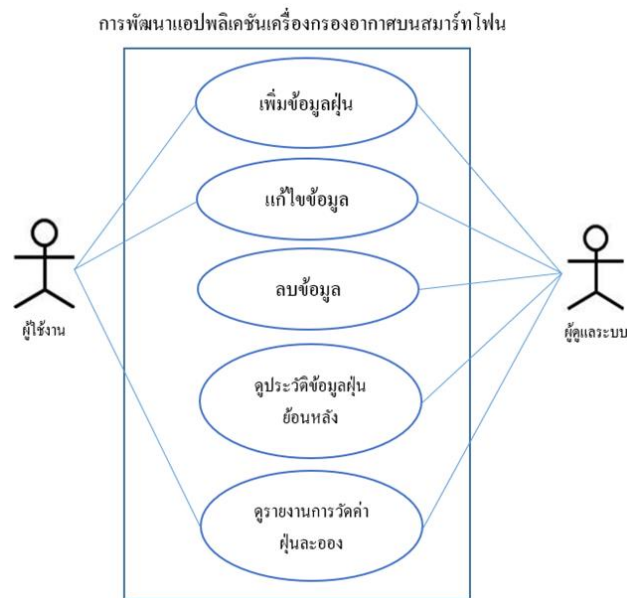 การพัฒนาแอปพลิเคชันเครื่องกรองอากาศบนสมาร์ทโฟน
เพิ่มข้อมูลฝุ่น
แก้ไขข้อมูล
ลบข้อมูล
ผู้ใช้งาน
ผู้ดูแลระบบ
ดูประวัติข้อมูลฝุ่น
ย้อนหลัง
ดูรายงานการวัดค่า
ฝุ่นละออง